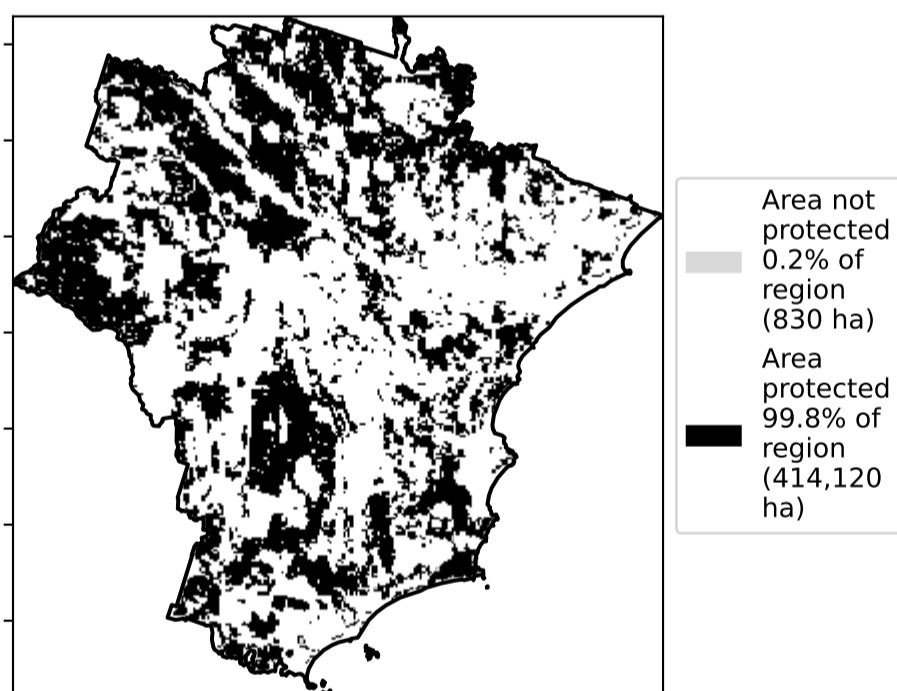 Area not
protected
0.2% of
region
(830 ha)
Area
protected
99.8% of
region
(414,120
ha)